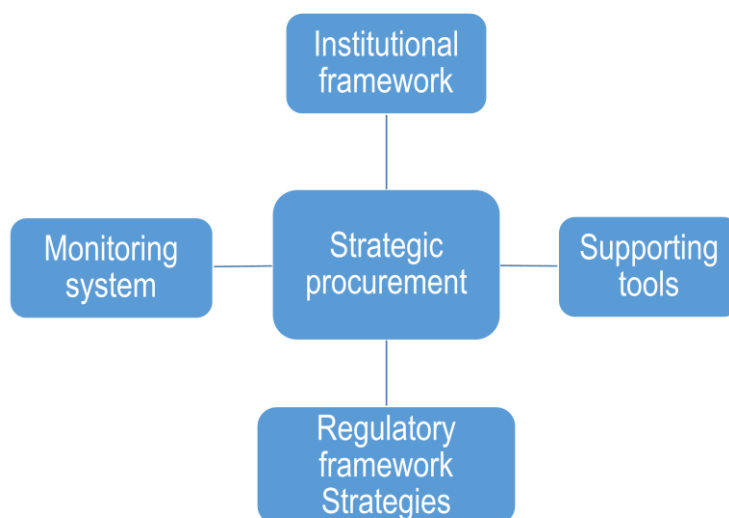 Institutional
framework
Monitoring
system
Strategic
procurement
Supporting
tools
Regulatory
framework
Strategies